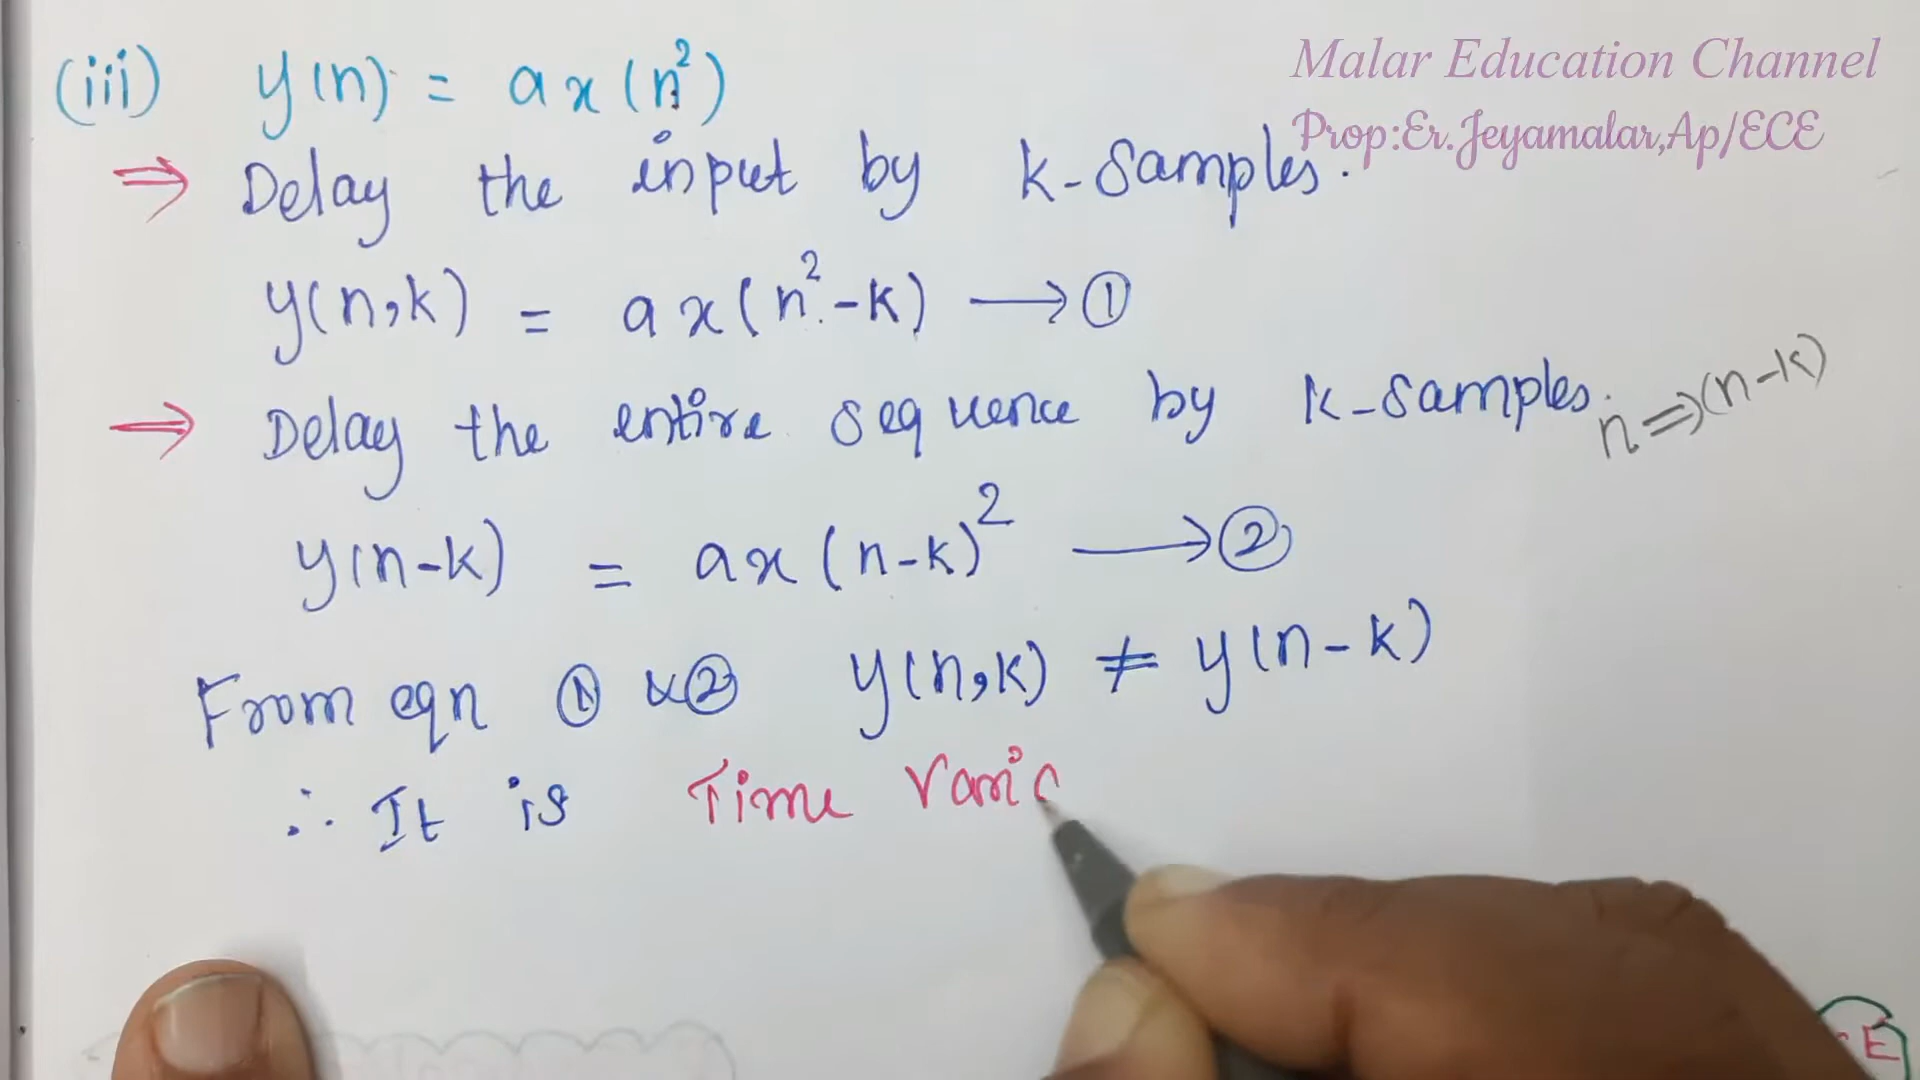 Malar Education Channel
Prop:Er.Jeyamalar,Ap/ECE
(iii) y(n) = ax(n²)
⇒ Delay the input by k-Samples.
y(n,k) = ax(n²-k) → ①
⇒ Delay the entire sequence by k-samples. n⇒(n-k)
y(n-k) = ax(n-k)² → ②
From eqn ① & ② y(n,k) ≠ y(n-k)
∴ It is Time Varia
E